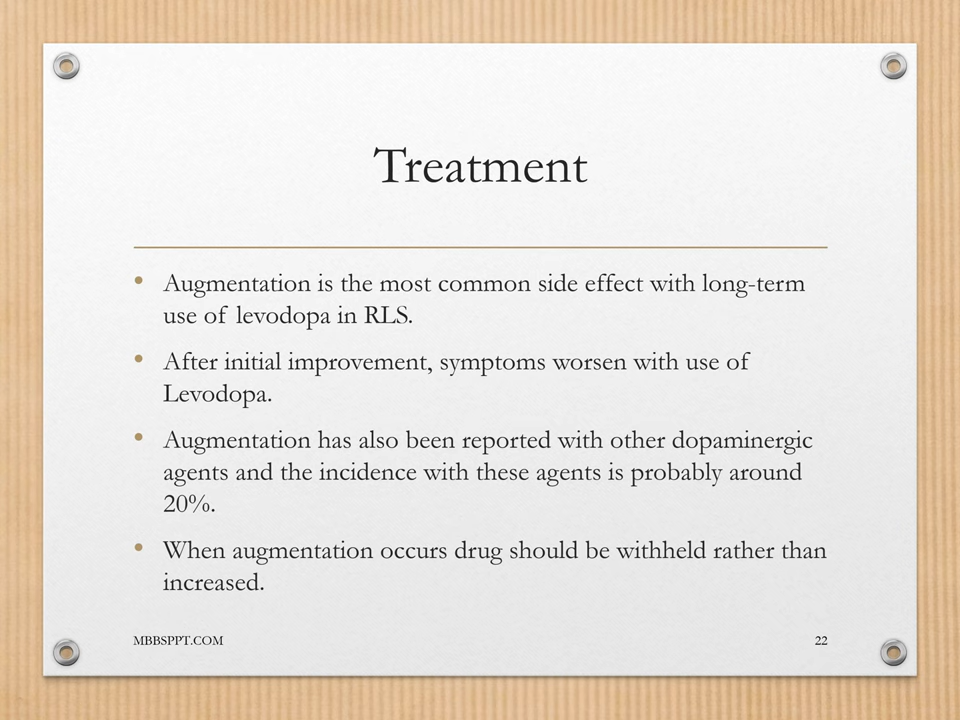 Treatment
• Augmentation is the most common side effect with long-term
use of levodopa in RLS.
• After initial improvement, symptoms worsen with use of
Levodopa.
• Augmentation has also been reported with other dopaminergic
agents and the incidence with these agents is probably around
20%.
• When augmentation occurs drug should be withheld rather than
increased.
MBBSPPT.COM 22